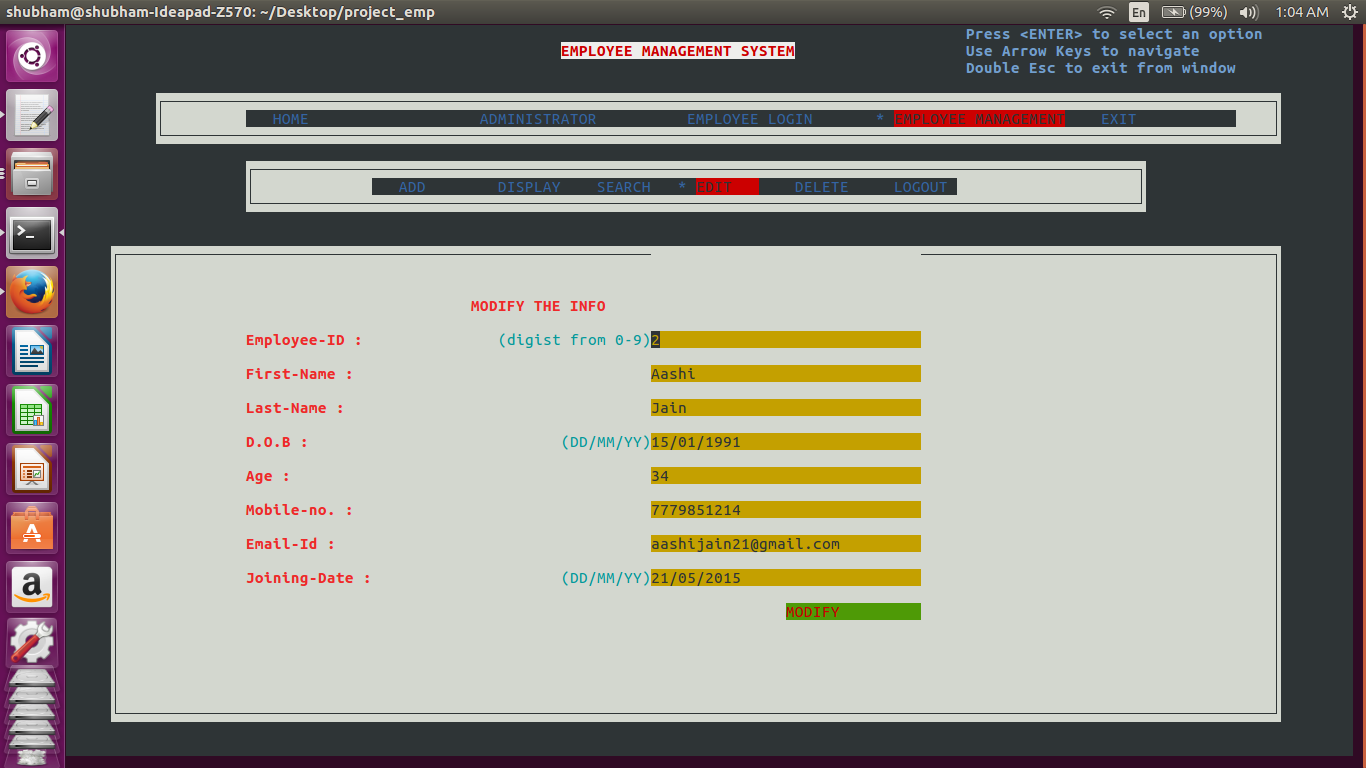 shubham@shubham-Ideapad-Z570: ~/Desktop/project_emp En (99%) 1:04 AM
Press <ENTER> to select an option
EMPLOYEE MANAGEMENT SYSTEM Use Arrow Keys to navigate
Double Esc to exit from window
HOME ADMINISTRATOR EMPLOYEE LOGIN * EMPLOYEE MANAGEMENT EXIT
ADD DISPLAY SEARCH * EDIT DELETE LOGOUT
MODIFY THE INFO
Employee-ID : (digist from 0-9)2
First-Name : Aashi
Last-Name : Jain
D.O.B : (DD/MM/YY)15/01/1991
Age : 34
Mobile-no. : 7779851214
Email-Id : aashijain21@gmail.com
Joining-Date : (DD/MM/YY)21/05/2015
MODIFY